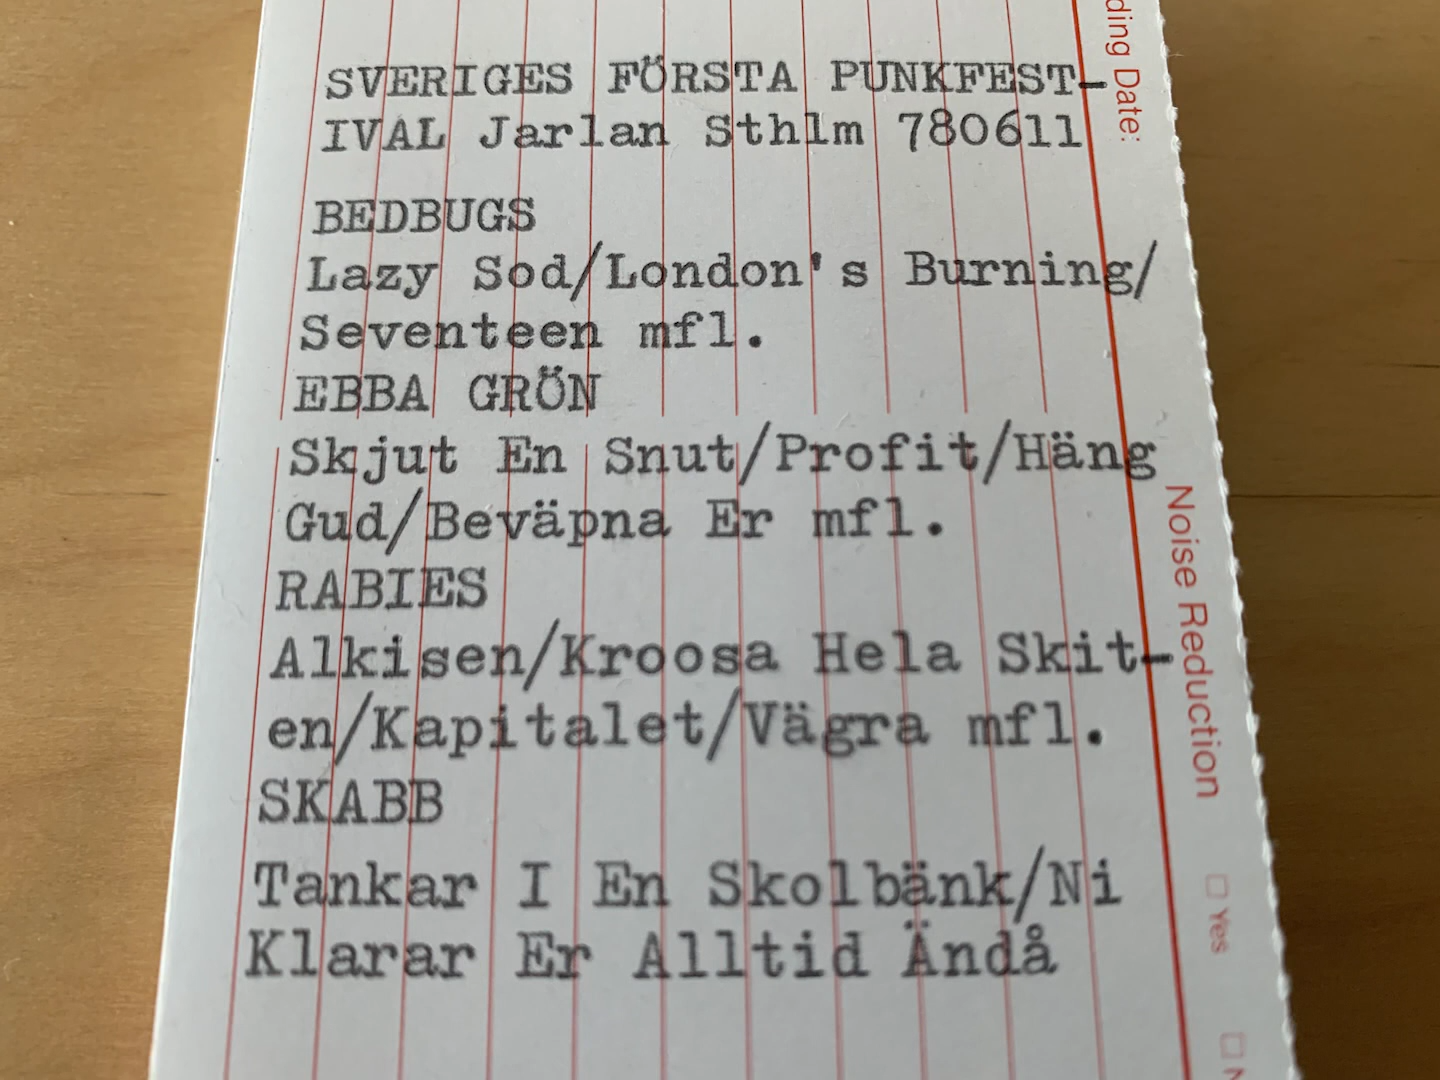 SVERIGES FÖRSTA PUNKFEST-
IVAL Jarlan Sthlm 780611
BEDBUGS
Lazy Sod/London's Burning/
Seventeen mfl.
EBBA GRÖN
Skjut En Snut/Profit/Häng
Gud/Beväpna Er mfl.
RABIES
Alkisen/Kroosa Hela Skit-
en/Kapitalet/Vägra mfl.
SKABB
Tankar I En Skolbänk/Ni
Klarar Er Alltid Ändå
ding Date:
Noise Reduction
Yes
N